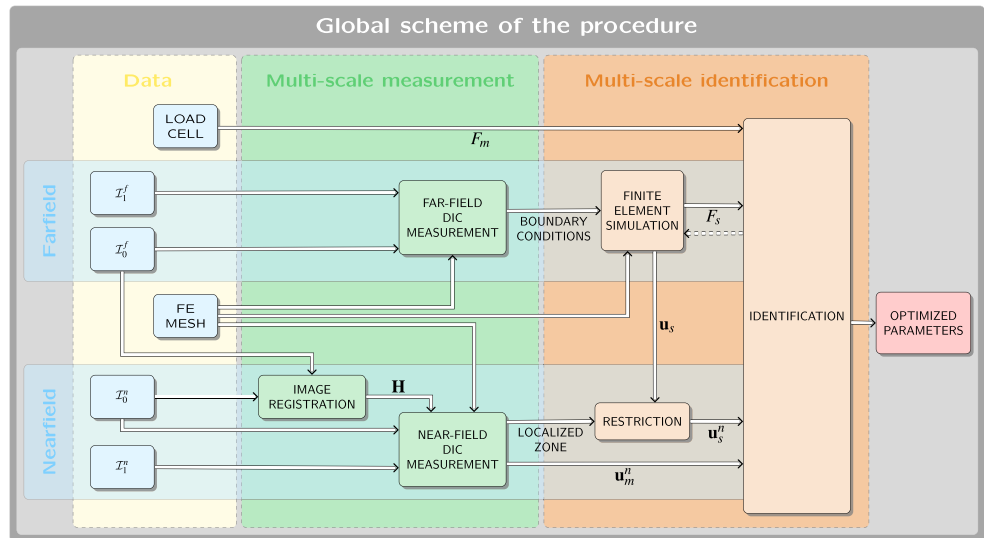 Global scheme of the procedure
Data
Multi-scale measurement
Multi-scale identification
LOAD
CELL
F_m
Farfield
I_1^f
I_0^f
FAR-FIELD
DIC
MEASUREMENT
BOUNDARY
CONDITIONS
FINITE
ELEMENT
SIMULATION
F_s
FE
MESH
u_s
IDENTIFICATION
OPTIMIZED
PARAMETERS
Nearfield
I_0^n
I_1^n
IMAGE
REGISTRATION
H
NEAR-FIELD
DIC
MEASUREMENT
LOCALIZED
ZONE
RESTRICTION
u_s^n
u_m^n